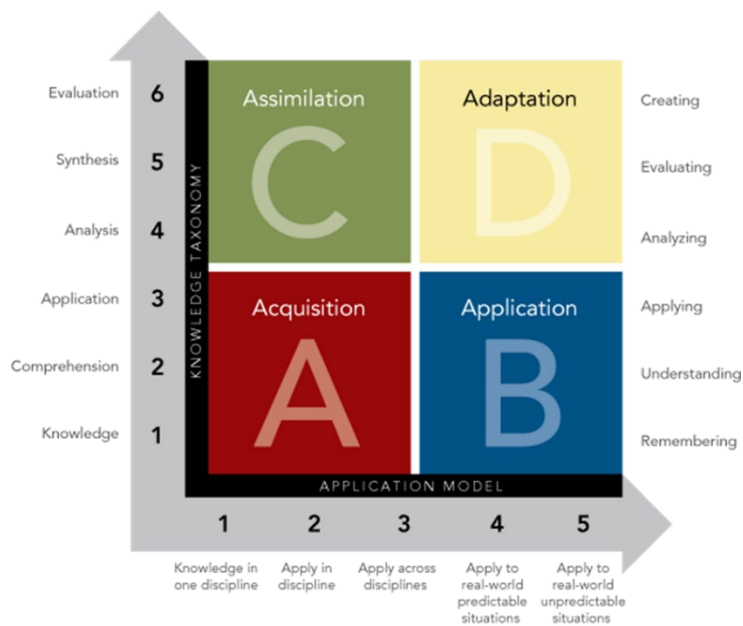 Evaluation 6
Synthesis 5
Analysis 4
Application 3
Comprehension 2
Knowledge 1
KNOWLEDGE TAXONOMY
Assimilation
C
Adaptation
D
Acquisition
A
Application
B
Creating
Evaluating
Analyzing
Applying
Understanding
Remembering
APPLICATION MODEL
1 2 3 4 5
Knowledge in
one discipline
Apply in
discipline
Apply across
disciplines
Apply to
real-world
predictable
situations
Apply to
real-world
unpredictable
situations